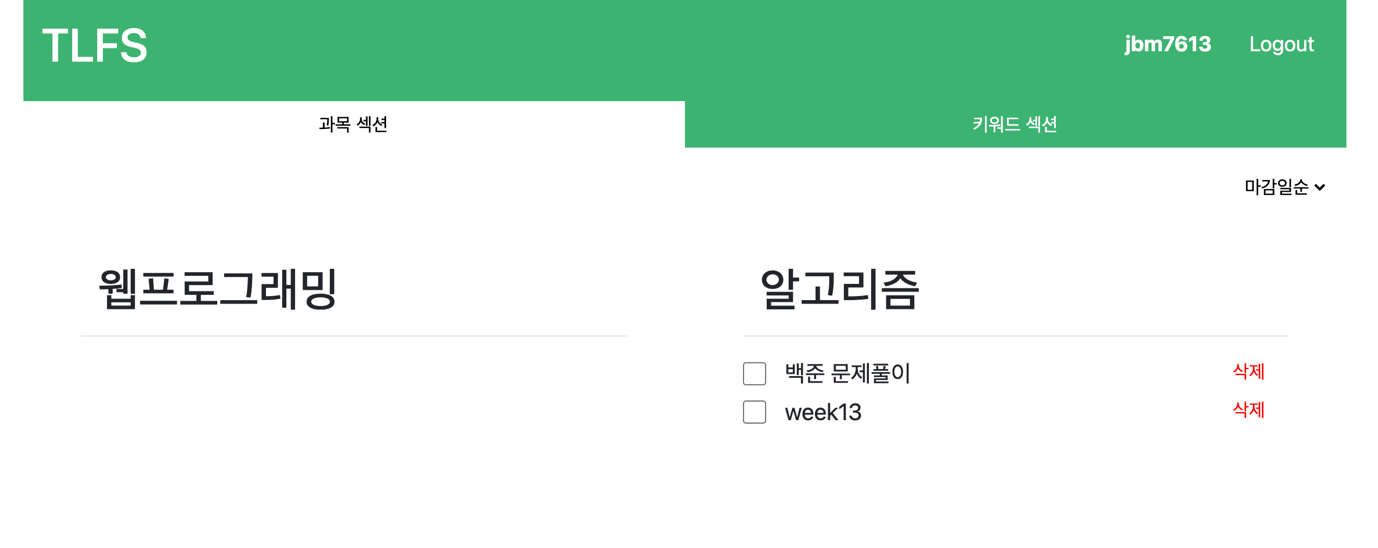 TLFS
jbm7613 Logout
과목 섹션
키워드 섹션
마감일순
웹프로그래밍
알고리즘
백준 문제풀이 삭제
week13 삭제